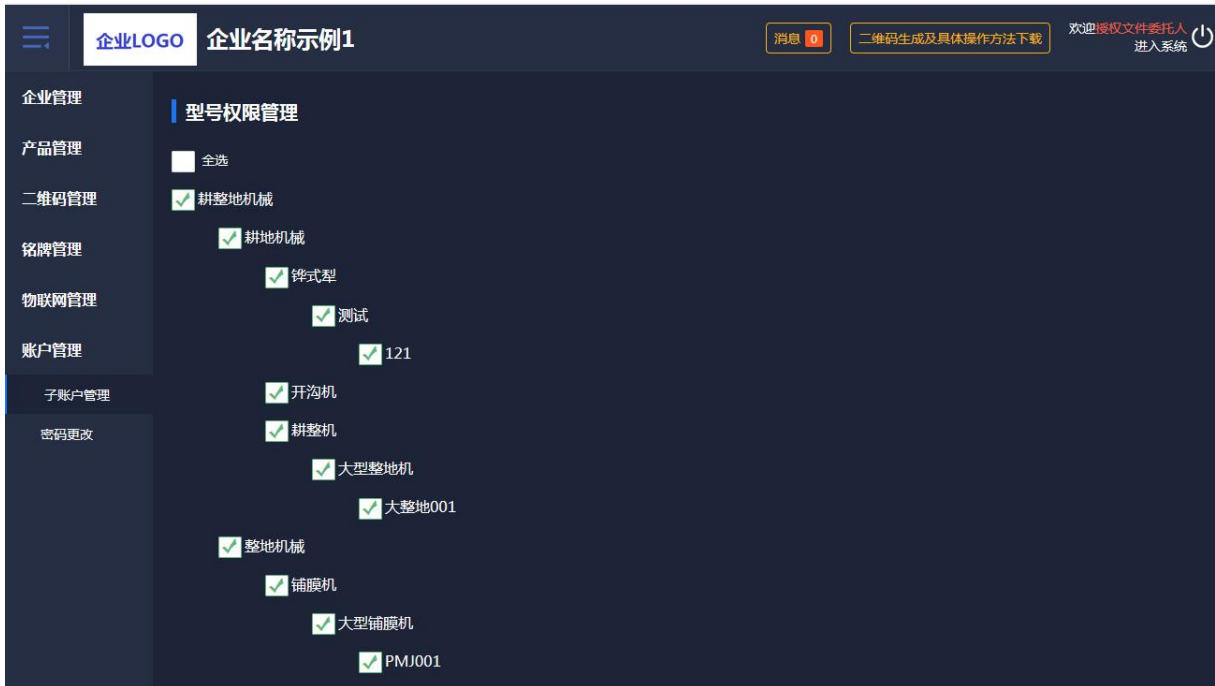 企业LOGO 企业名称示例1 消息 0 二维码生成及具体操作方法下载 欢迎授权文件委托人
进入系统
企业管理
产品管理
二维码管理
铭牌管理
物联网管理
账户管理
子账户管理
密码更改
型号权限管理
全选
耕整地机械
耕地机械
铧式犁
测试
121
开沟机
耕整机
大型整地机
大整地001
整地机械
铺膜机
大型铺膜机
PMJ001